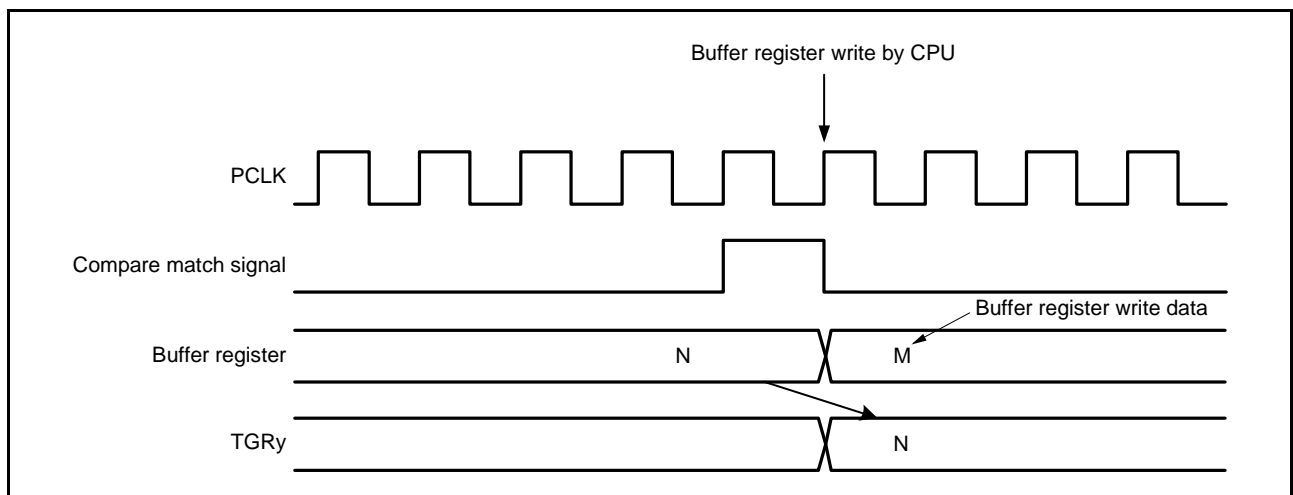 Buffer register write by CPU
PCLK
Compare match signal
Buffer register write data
Buffer register
N
M
TGRy
N